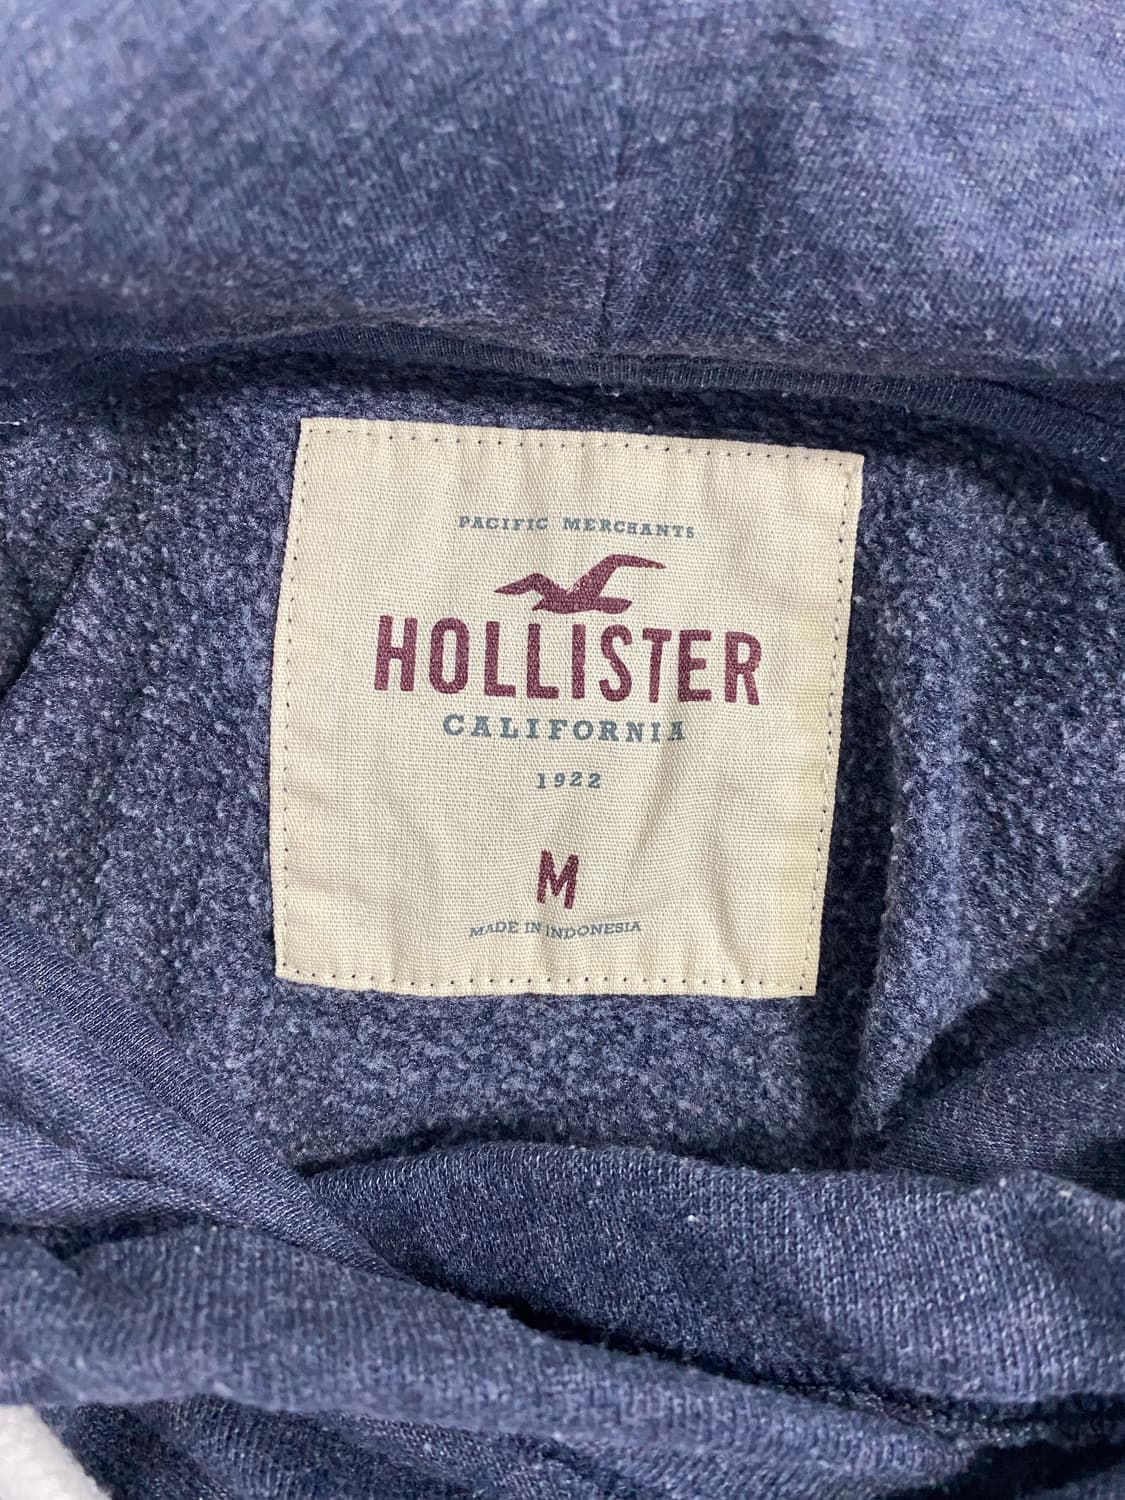 PACIFIC MERCHANTS
HOLLISTER
CALIFORNIA
1922
M
MADE IN INDONESIA